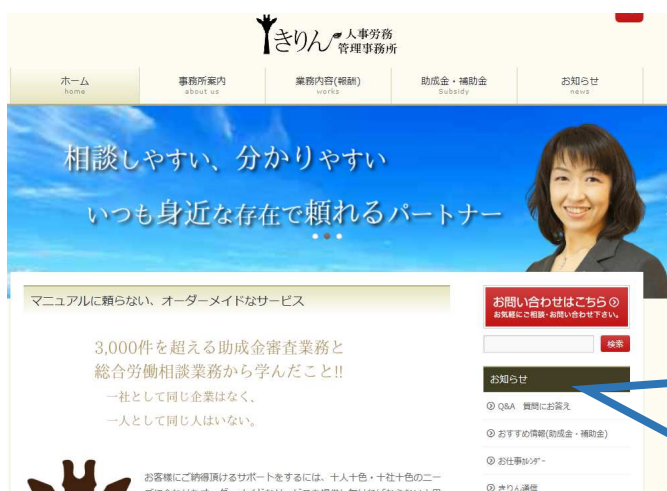 きりん 人事労務
管理事務所
ホーム
home
事務所案内
about us
業務内容(報酬)
works
助成金・補助金
Subsidy
お知らせ
news
相談しやすい、分かりやすい
いつも身近な存在で頼れるパートナー
マニュアルに頼らない、オーダーメイドなサービス
3,000件を超える助成金審査業務と
総合労働相談業務から学んだこと!!
一社として同じ企業はなく、
一人として同じ人はいない。
お客様にご納得頂けるサポートをするには、十人十色・十社十色のニー
お問い合わせはこちら
お気軽にご相談・お問い合わせ下さい。
検索
お知らせ
Q&A 質問にお答え
おすすめ情報(助成金・補助金)
お仕事ｶﾚﾝﾀﾞｰ
きりん通信